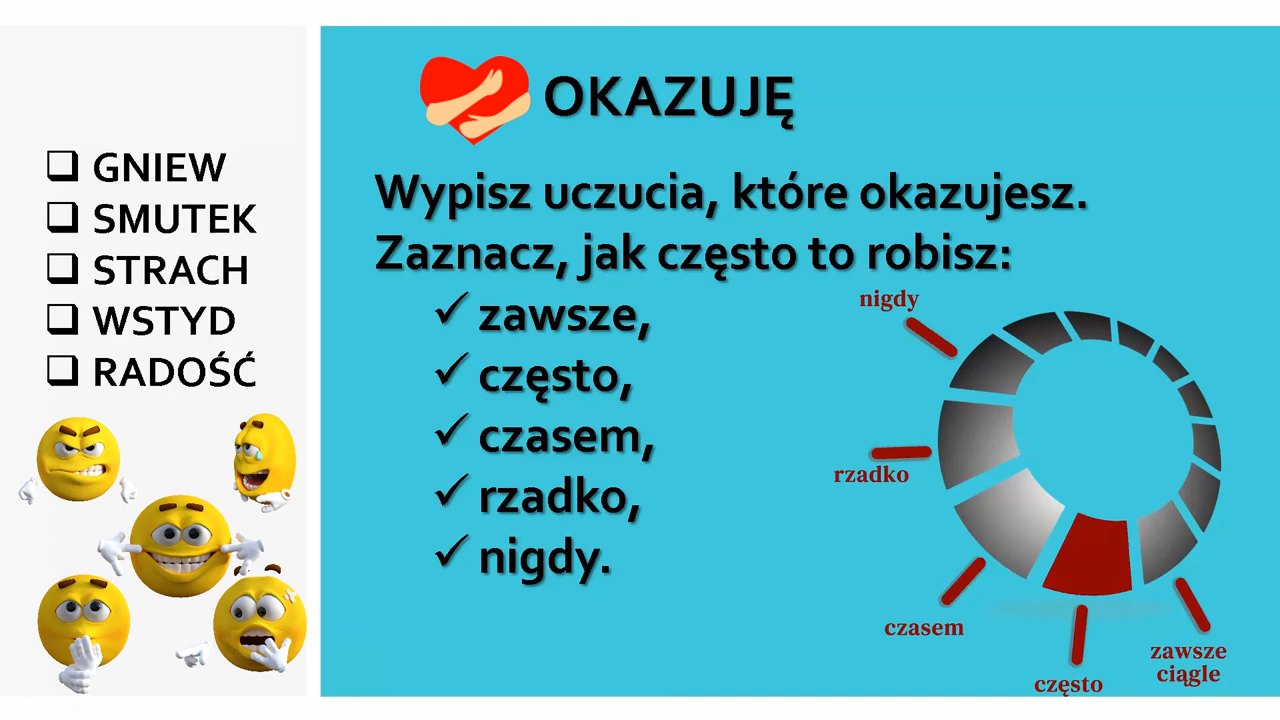 GNIEW
SMUTEK
STRACH
WSTYD
RADOŚĆ
OKAZUJĘ
Wypisz uczucia, które okazujesz.
Zaznacz, jak często to robisz:
zawsze,
często,
czasem,
rzadko,
nigdy.
nigdy
rzadko
czasem
często
zawsze
ciągle